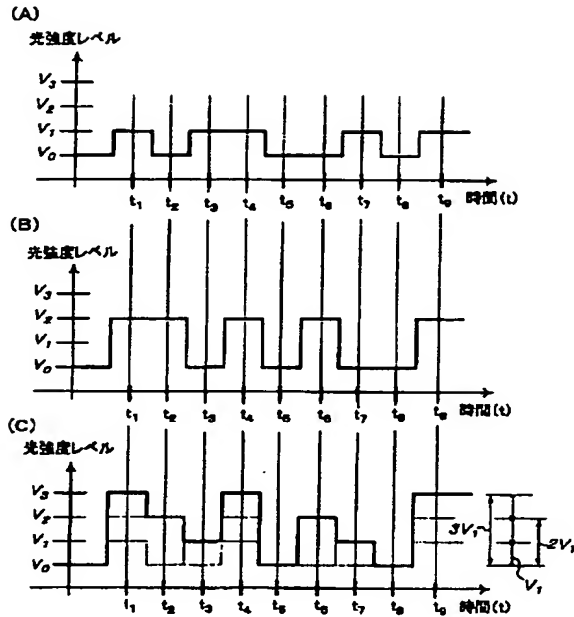 (A)
光強度レベル
V₃
V₂
V₁
V₀
t₁ t₂ t₃ t₄ t₅ t₆ t₇ t₈ t₉ 時間(t)
(B)
光強度レベル
V₃
V₂
V₁
V₀
t₁ t₂ t₃ t₄ t₅ t₆ t₇ t₈ t₉ 時間(t)
(C)
光強度レベル
V₃
V₂
V₁
V₀
3V₁
2V₁
V₁
t₁ t₂ t₃ t₄ t₅ t₆ t₇ t₈ t₉ 時間(t)